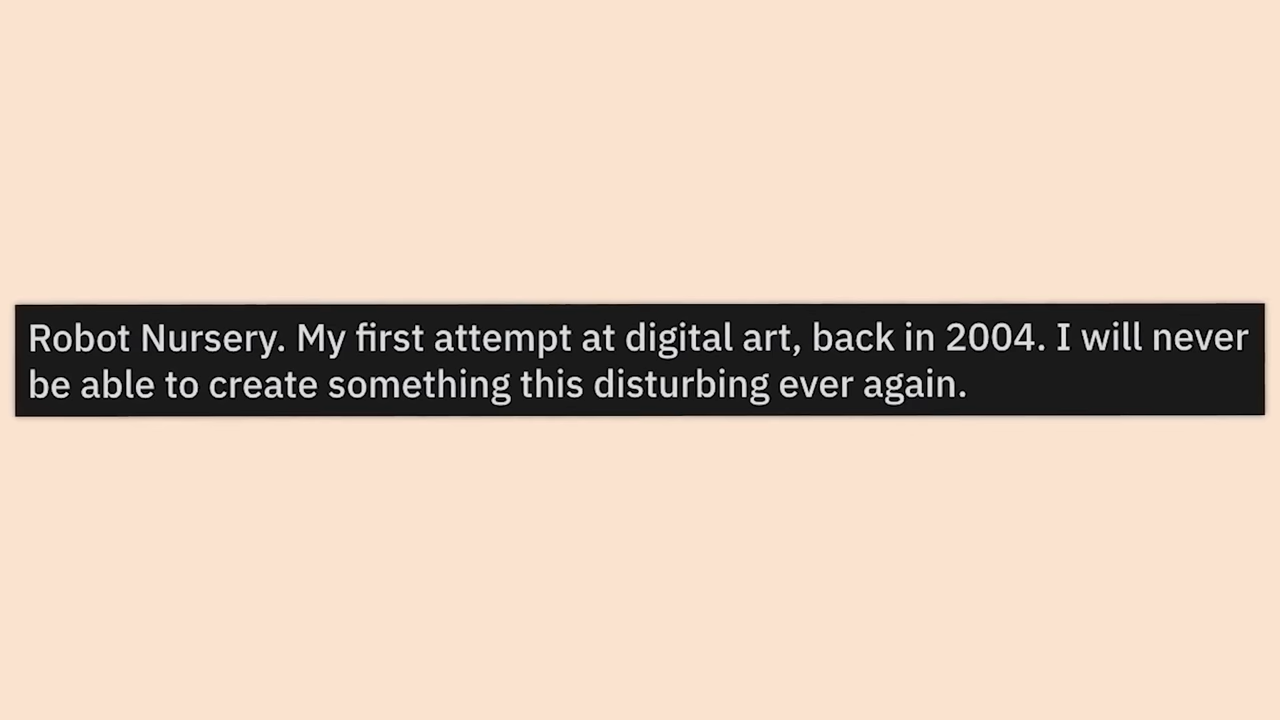 Robot Nursery. My first attempt at digital art, back in 2004. I will never
be able to create something this disturbing ever again.